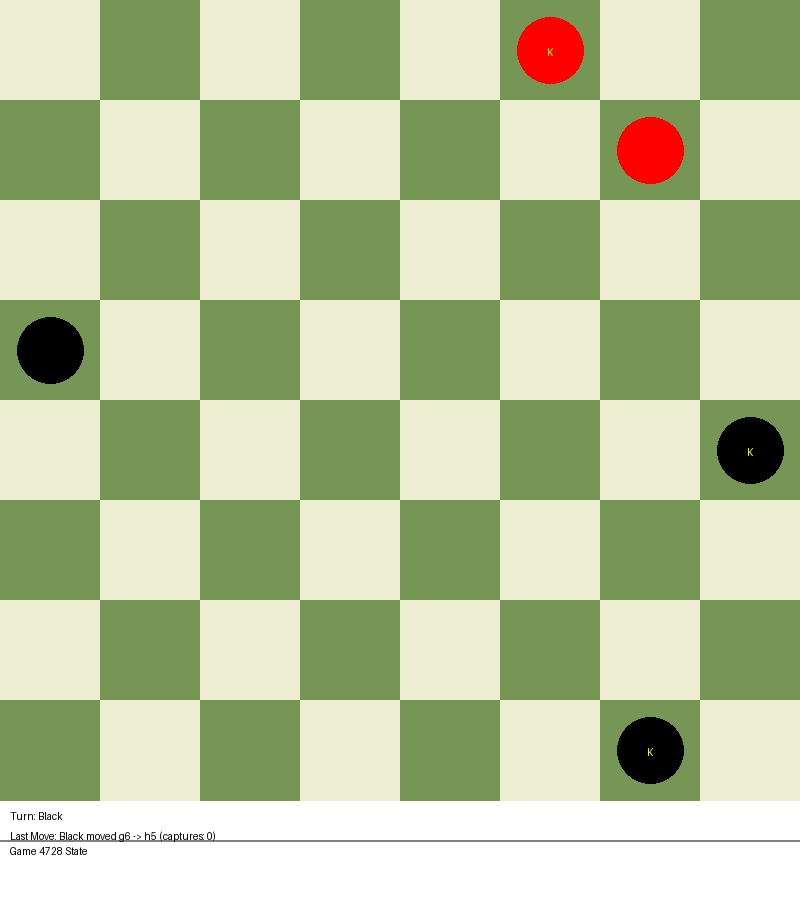 K
K
K
Turn: Black
Last Move: Black moved g6 -> h5 (captures: 0)
Game 4728 State